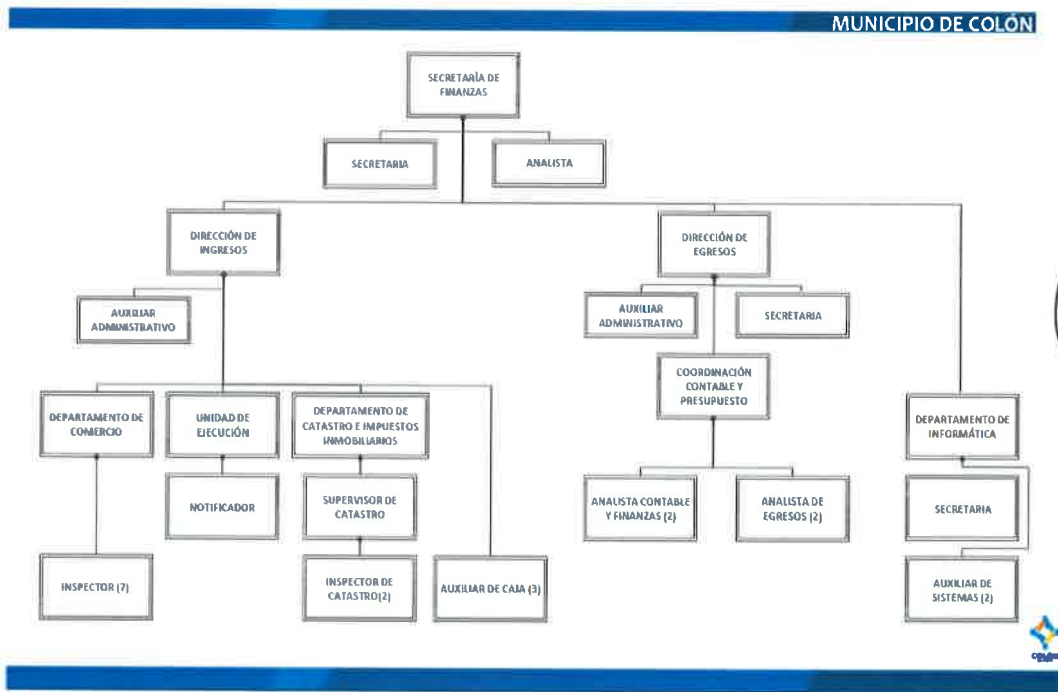 MUNICIPIO DE COLÓN
SECRETARÍA DE
FINANZAS
SECRETARIA
ANALISTA
DIRECCIÓN DE
INGRESOS
DIRECCIÓN DE
EGRESOS
AUXILIAR
ADMINISTRATIVO
AUXILIAR
ADMINISTRATIVO
SECRETARIA
COORDINACIÓN
CONTABLE Y
PRESUPUESTO
DEPARTAMENTO DE
COMERCIO
UNIDAD DE
EJECUCIÓN
DEPARTAMENTO DE
CATASTRO E IMPUESTOS
INMOBILIARIOS
DEPARTAMENTO DE
INFORMÁTICA
NOTIFICADOR
SUPERVISOR DE
CATASTRO
ANALISTA CONTABLE
Y FINANZAS (2)
ANALISTA DE
EGRESOS (2)
SECRETARIA
INSPECTOR (7)
INSPECTOR DE
CATASTRO(2)
AUXILIAR DE CAJA (3)
AUXILIAR DE
SISTEMAS (2)